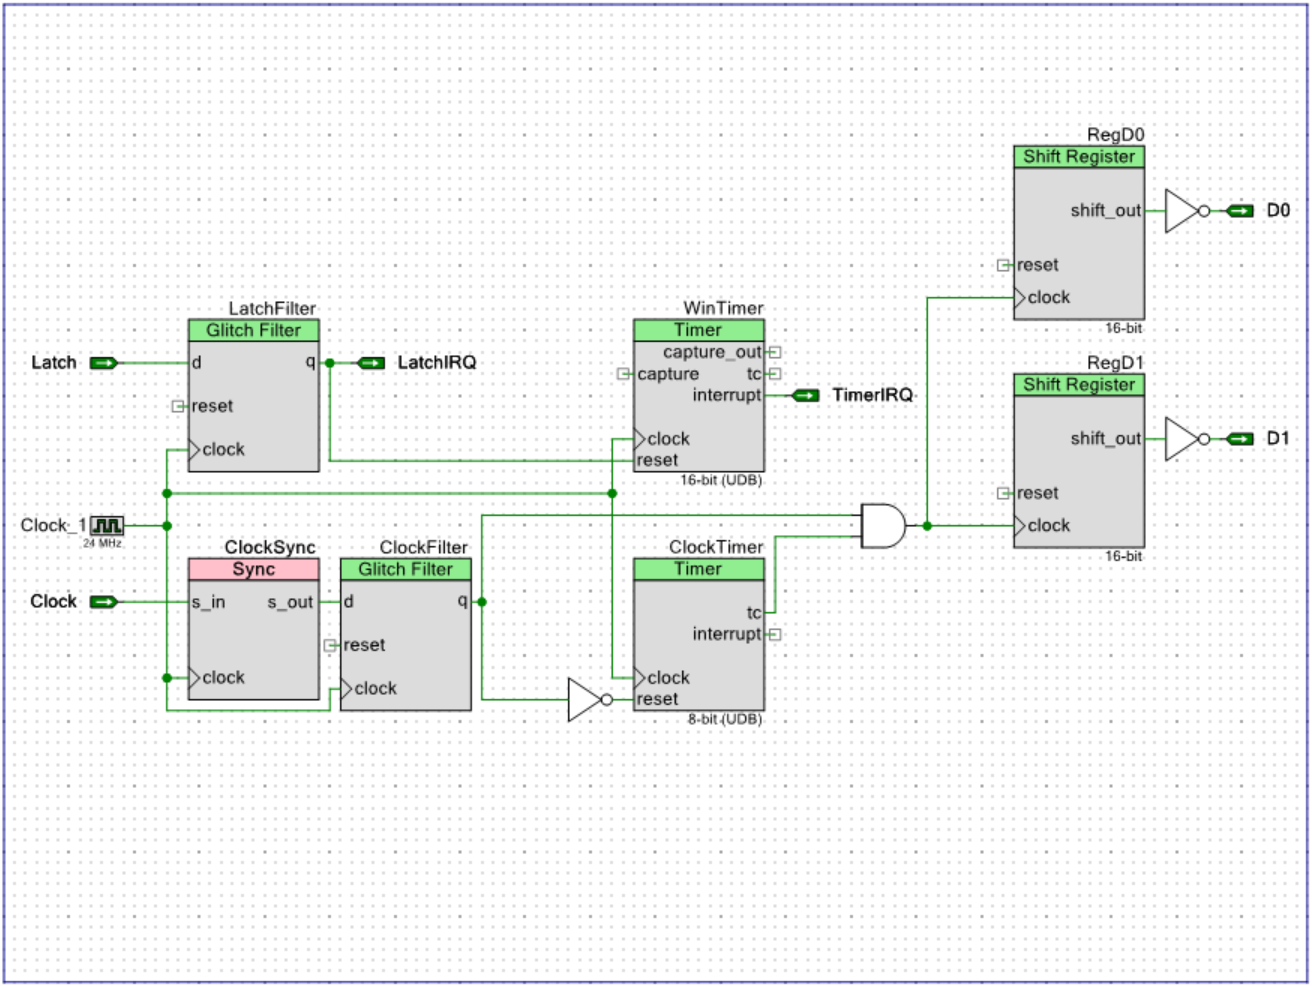 RegD0
Shift Register
shift_out
D0
reset
clock
16-bit
LatchFilter
Glitch Filter
Latch
d
q
LatchIRQ
reset
clock
WinTimer
Timer
capture_out
capture
tc
interrupt
TimerIRQ
clock
reset
16-bit (UDB)
RegD1
Shift Register
shift_out
D1
reset
clock
16-bit
Clock_1
24 MHz
ClockSync
Sync
Clock
s_in
s_out
clock
ClockFilter
Glitch Filter
d
q
reset
clock
ClockTimer
Timer
tc
interrupt
clock
reset
8-bit (UDB)